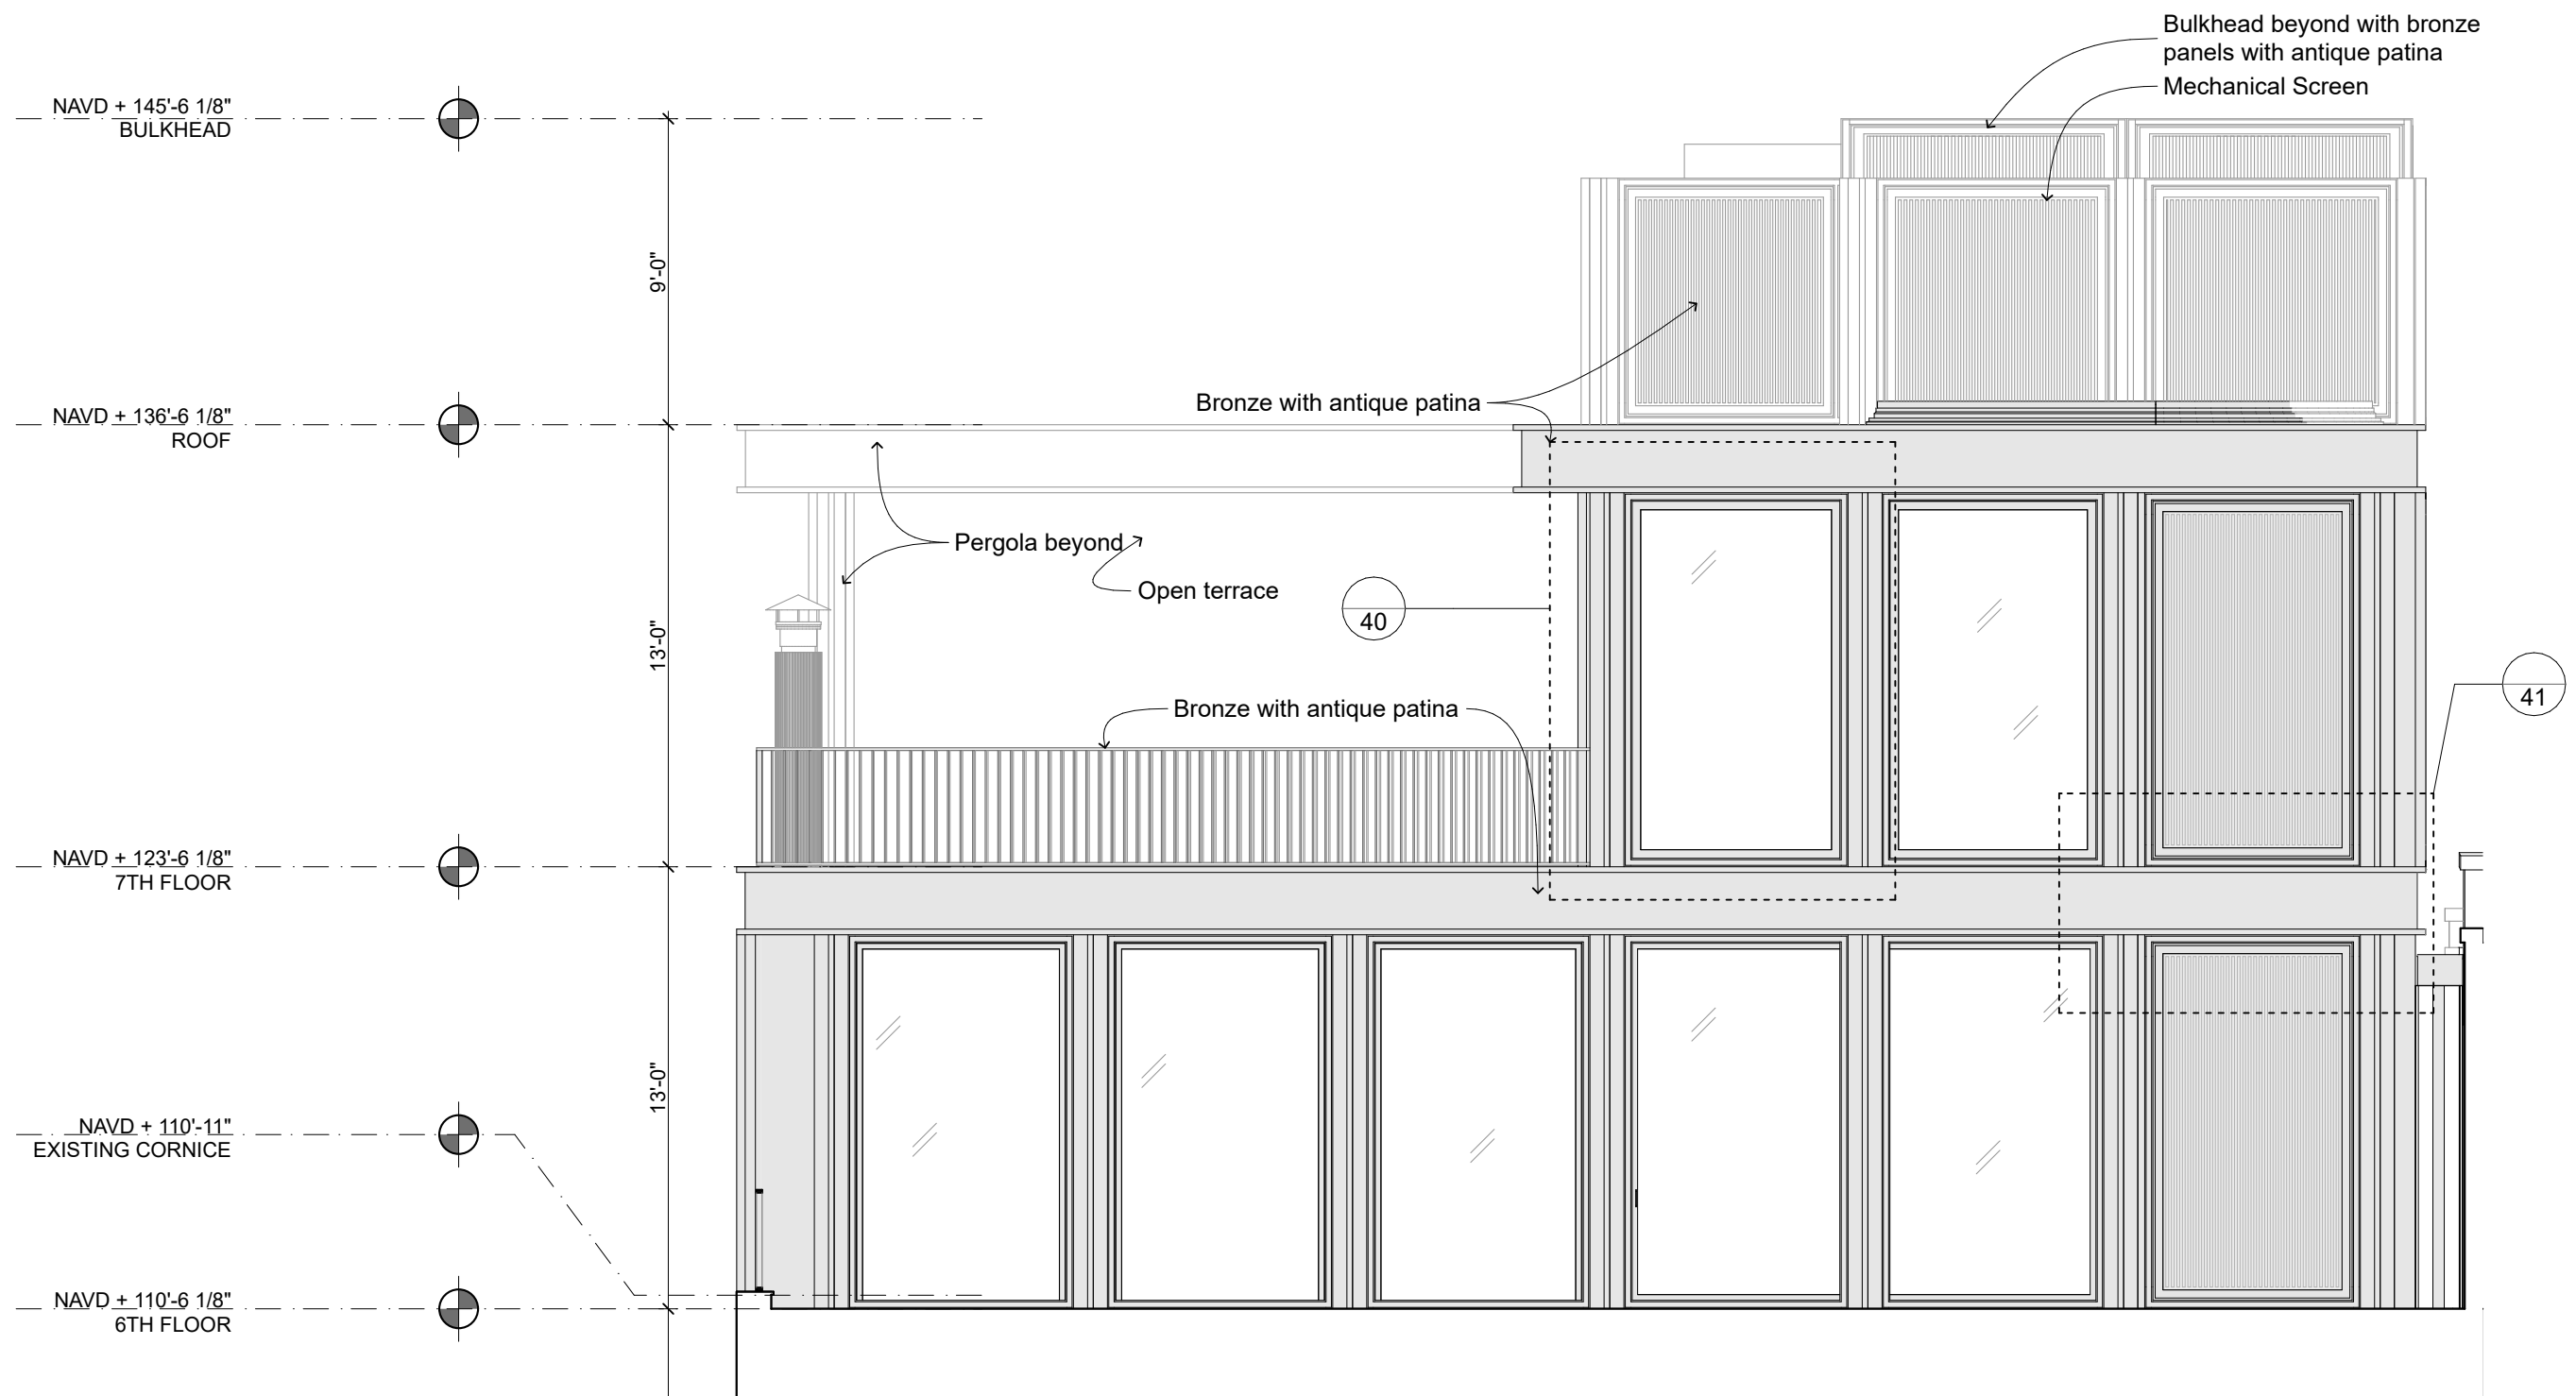 Bulkhead beyond with bronze
panels with antique patina
Mechanical Screen
NAVD + 145'-6 1/8"
BULKHEAD
9'-0"
NAVD + 136'-6 1/8"
ROOF
Bronze with antique patina
Pergola beyond
Open terrace
40
13'-0"
41
Bronze with antique patina
NAVD + 123'-6 1/8"
7TH FLOOR
13'-0"
NAVD + 110'-11"
EXISTING CORNICE
NAVD + 110'-6 1/8"
6TH FLOOR